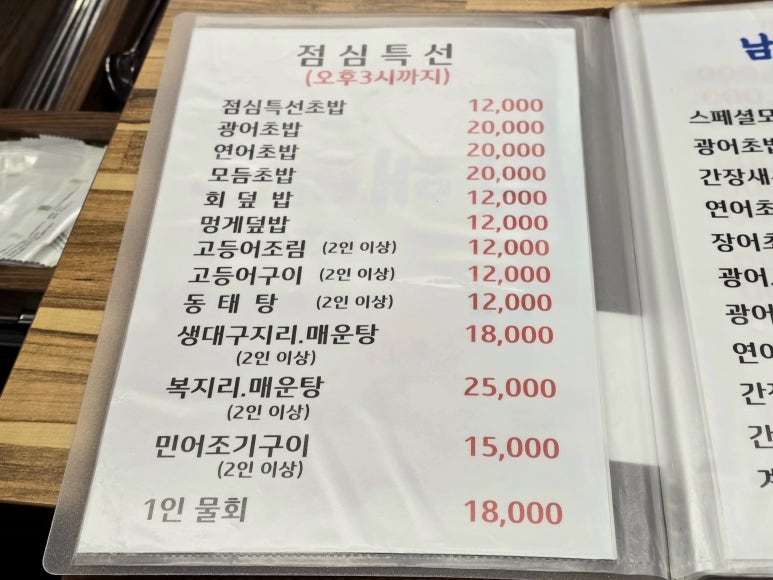 점심특선
(오후3시까지)
점심특선초밥 12,000
광어초밥 20,000
연어초밥 20,000
모듬초밥 20,000
회 덮 밥 12,000
멍게덮밥 12,000
고등어조림 (2인 이상) 12,000
고등어구이 (2인 이상) 12,000
동 태 탕 (2인 이상) 12,000
생대구지리.매운탕 18,000
(2인 이상)
복지리.매운탕 25,000
(2인 이상)
민어조기구이 15,000
(2인 이상)
1인 물회 18,000
남
스페셜모
광어초밥
간장새
연어초
장어초
광어
광어
연어
간장
간